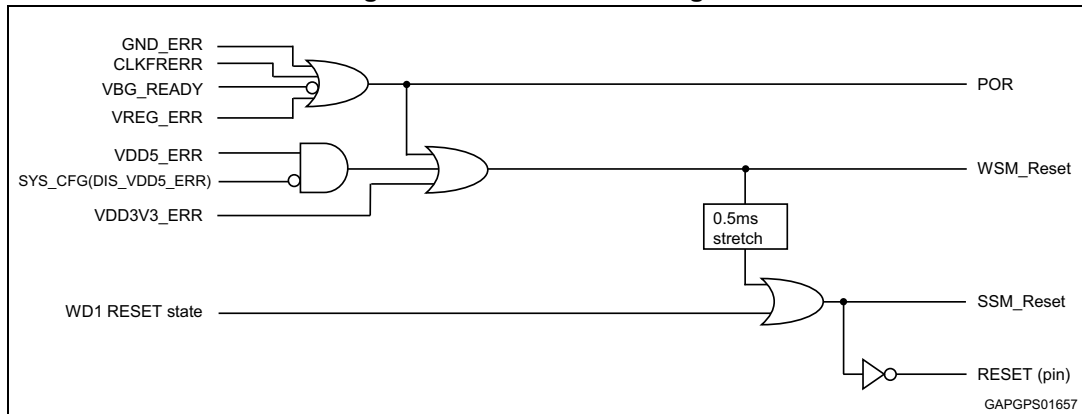 GND_ERR
CLKFRERR
VBG_READY
VREG_ERR
POR
VDD5_ERR
SYS_CFG(DIS_VDD5_ERR)
VDD3V3_ERR
WSM_Reset
0.5ms
stretch
WD1 RESET state
SSM_Reset
RESET (pin)
GAPGPS01657